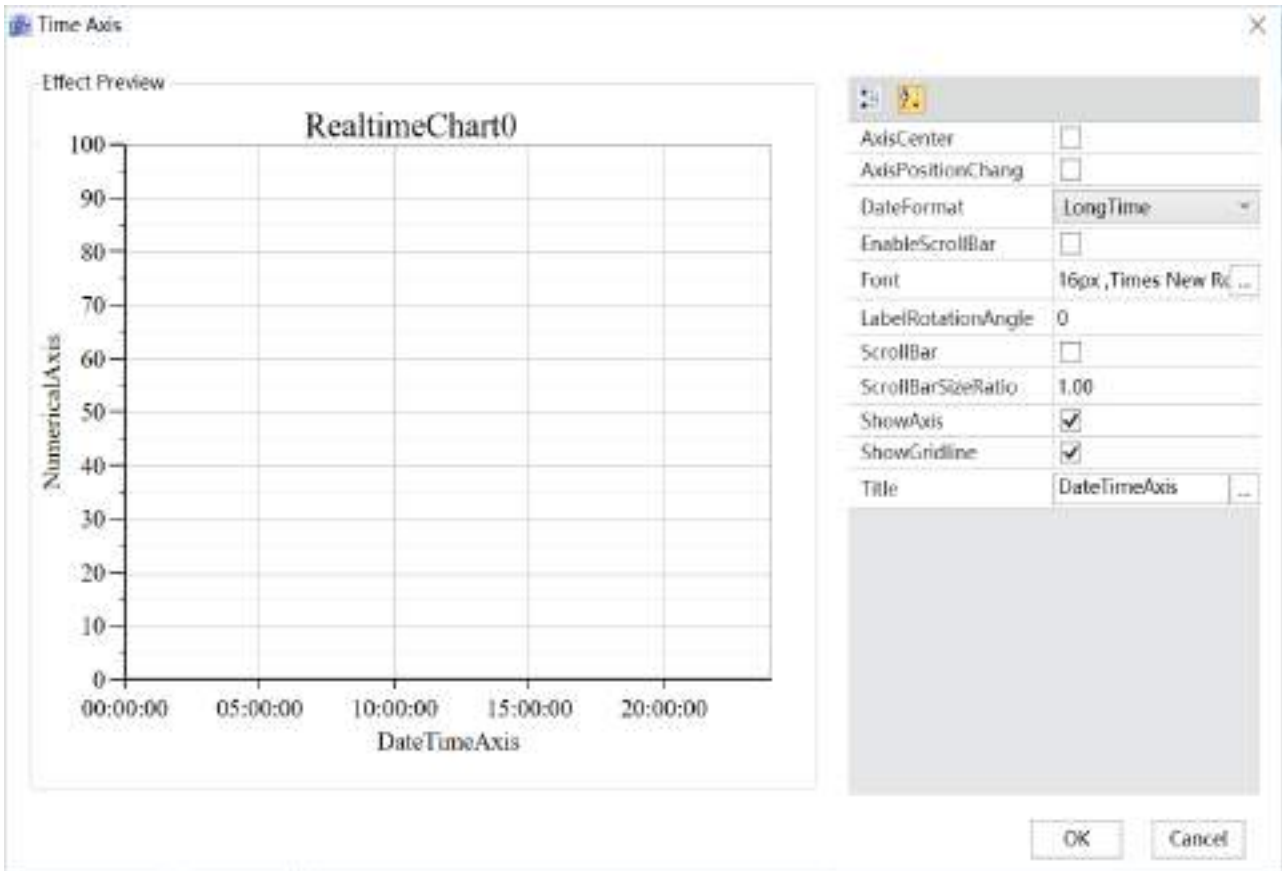 Time Axis
Effect Preview
RealtimeChart0
100
90
80
70
60
50
40
30
20
10
0
NumericalAxis
00:00:00 05:00:00 10:00:00 15:00:00 20:00:00
DateTimeAxis
AxisCenter
AxisPositionChang
DateFormat LongTime
EnableScrollBar
Font 16px ,Times New Ro ...
LabelRotationAngle 0
ScrollBar
ScrollBarSizeRatio 1.00
ShowAxis
ShowGridline
Title DateTimeAxis ...
OK Cancel